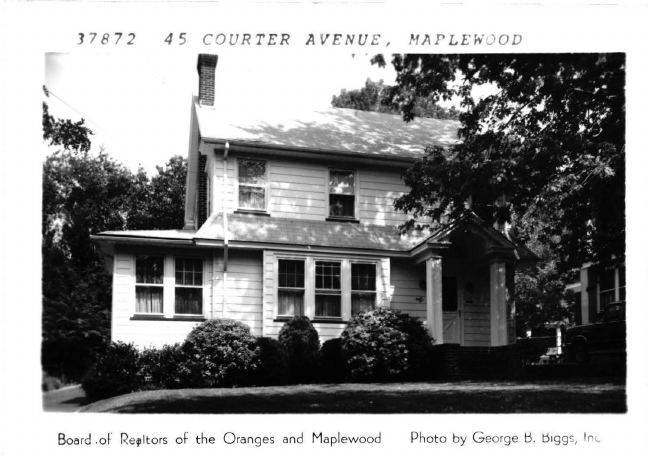 37872 45 COURTER AVENUE, MAPLEWOOD
Board of Realtors of the Oranges and Maplewood Photo by George B. Biggs, Inc